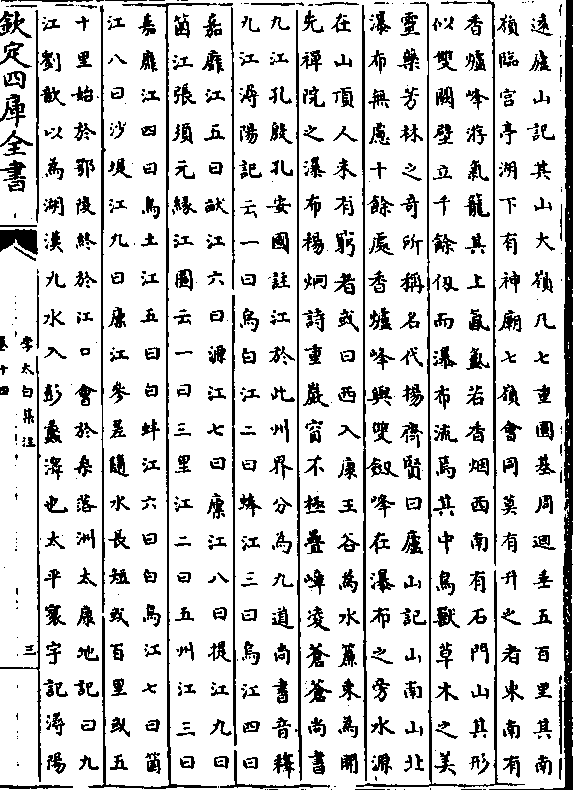 遠廬山記其山大嶺凡七重圓基周迴垂五百里其南
嶺臨宫亭湖下有神廟七嶺會同莫有升之者東南有
香爐峰游氣籠其上氤氲若香烟西南有石門山其形
似雙闕壁立千餘仭而瀑布流焉其中鳥獸草木之美
靈藥芳林之竒所稱名代楊齊賢曰廬山記山南山北
瀑布無慮十餘處香爐峰與雙劔峰在瀑布之旁水源
在山頂人未有窮者或曰西入康王谷為水簾東為開
先禪院之瀑布楊炯詩重巖窅不極疊嶂凌蒼蒼尚書
九江孔殷孔安國註江於此州界分為九道尚書音釋
九江潯陽記云一曰烏白江二曰蜯江三曰烏江四曰
嘉靡江五曰畎江六曰源江七曰廩江八曰提江九曰
箘江張須元緣江圖云一曰三里江二曰五州江三曰
嘉靡江四曰烏土江五曰白蚌江六曰白烏江七曰箘
江八曰沙堤江九曰廩江參差隨水長短或百里或五
十里始於鄂陵終於江口會於桑落洲太康地記曰九
江劉歆以為湖漢九水入彭蠡澤也太平寰宇記潯陽
欽定四庫全書
李太白集注
卷十四
三